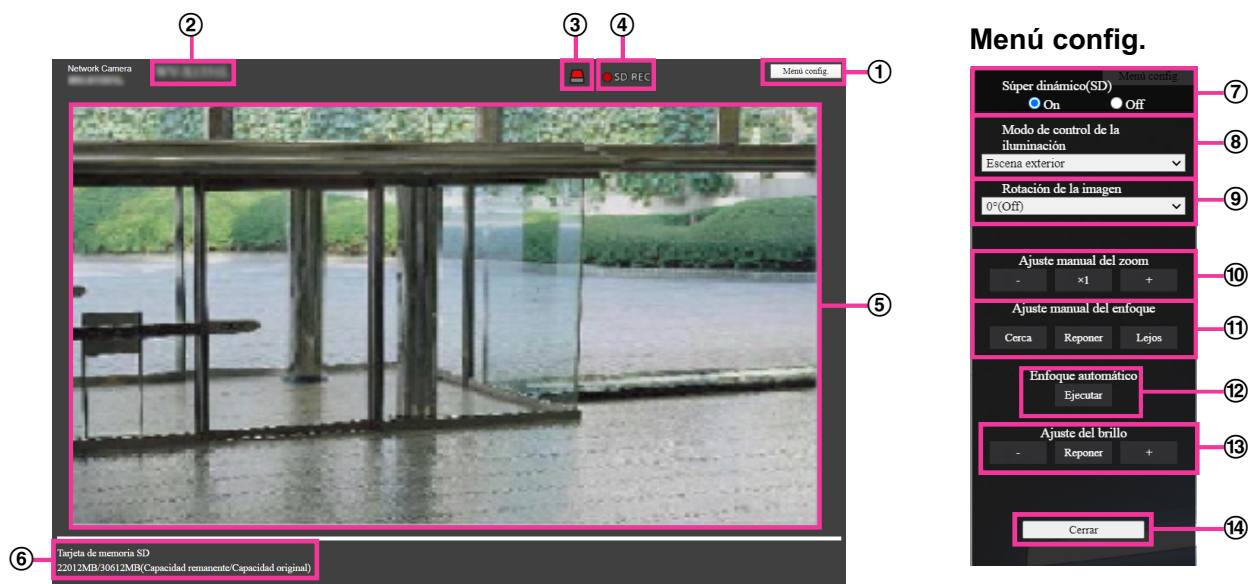 ② ③ ④
Network Camera
SD REC
Menú config.
①
⑤
⑥
Tarjeta de memoria SD
22012MB/30612MB(Capacidad remanente/Capacidad original)
Menú config.
Menú config.
Súper dinámico(SD)
On Off
⑦
Modo de control de la
iluminación
Escena exterior
⑧
Rotación de la imagen
0°(Off)
⑨
Ajuste manual del zoom
- ×1 +
⑩
Ajuste manual del enfoque
Cerca Reponer Lejos
⑪
Enfoque automático
Ejecutar
⑫
Ajuste del brillo
- Reponer +
⑬
Cerrar
⑭